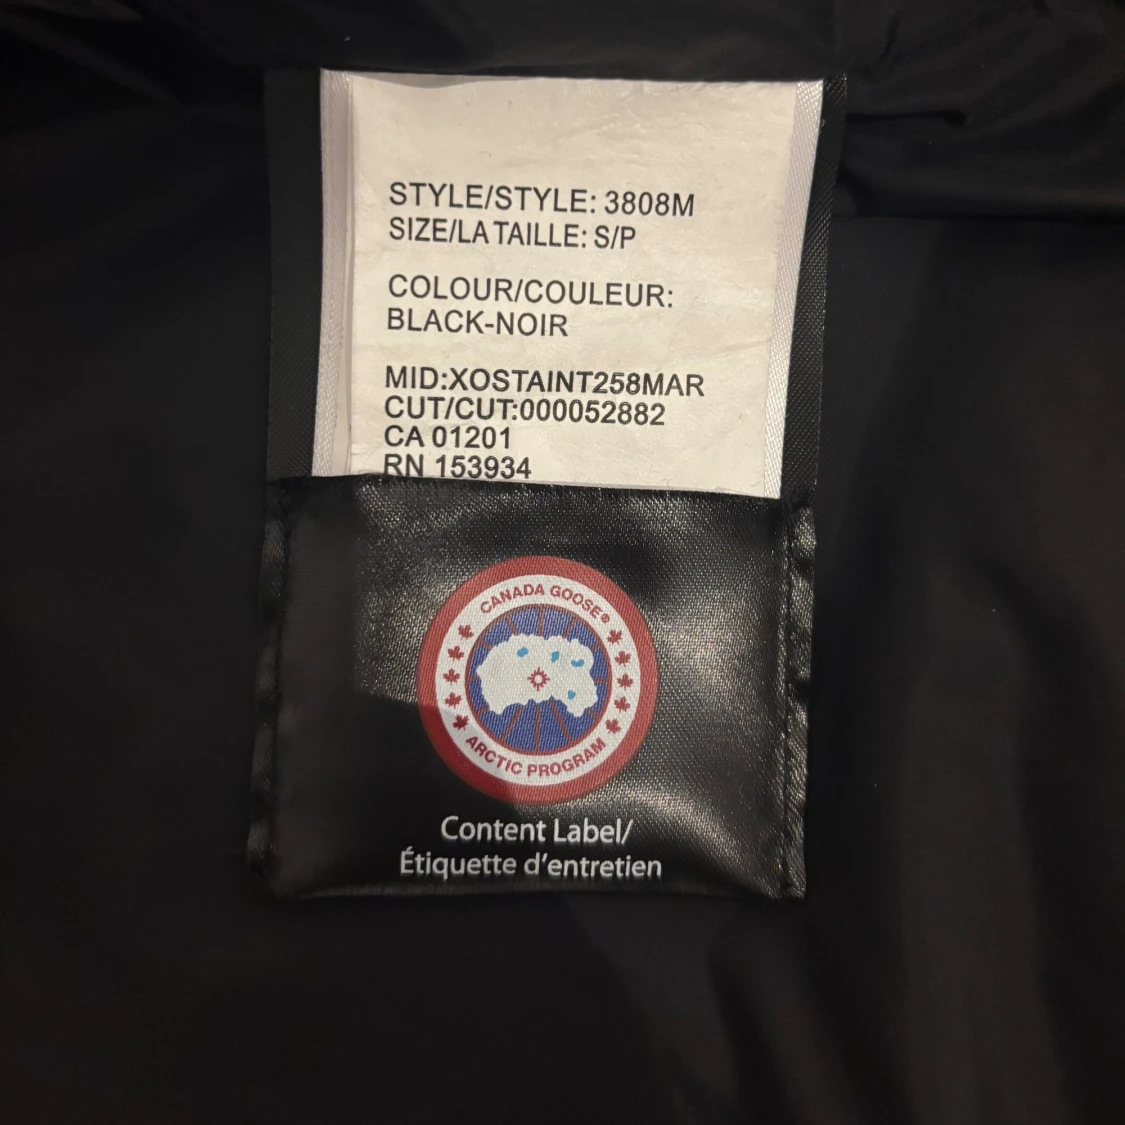 STYLE/STYLE: 3808M
SIZE/LA TAILLE: S/P
COLOUR/COULEUR:
BLACK-NOIR
MID:XOSTAINT258MAR
CUT/CUT:000052882
CA 01201
RN 153934
CANADA GOOSE®
ARCTIC PROGRAM
Content Label/
Étiquette d'entretien